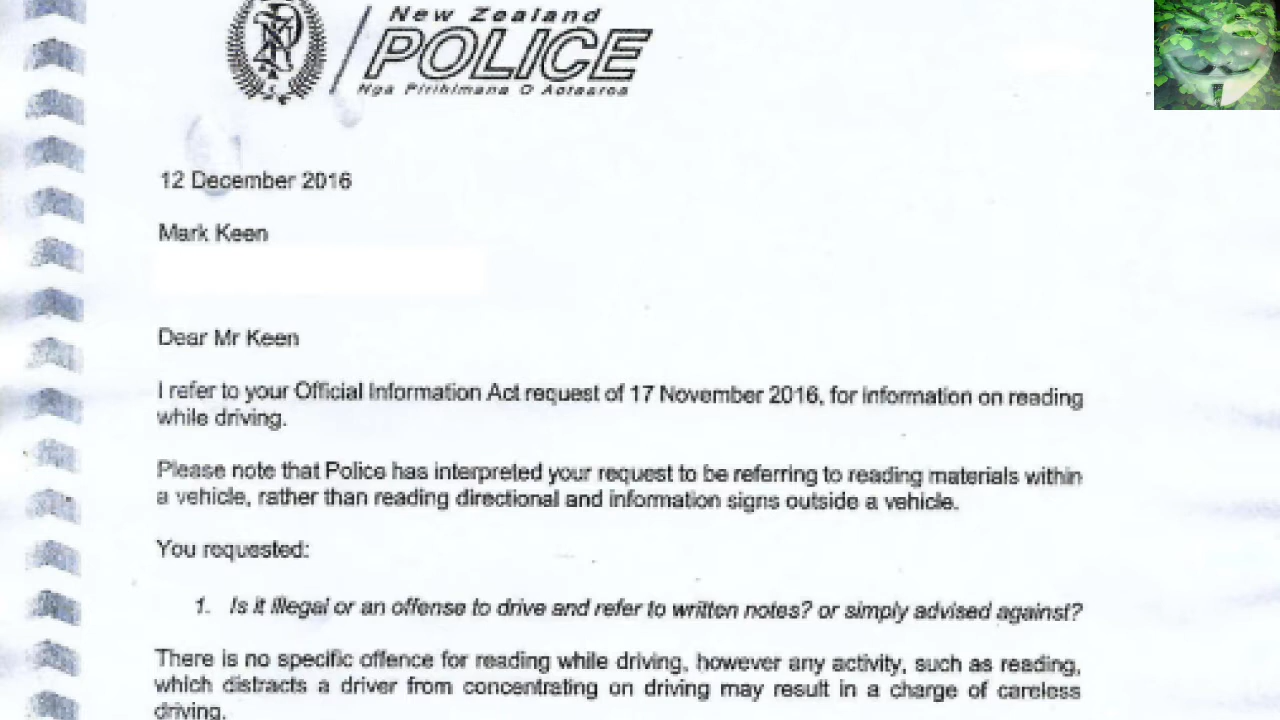 New Zealand
POLICE
Nga Pirihimana O Aotearoa
12 December 2016
Mark Keen
Dear Mr Keen
I refer to your Official Information Act request of 17 November 2016, for information on reading
while driving.
Please note that Police has interpreted your request to be referring to reading materials within
a vehicle, rather than reading directional and information signs outside a vehicle.
You requested:
1. Is it illegal or an offense to drive and refer to written notes? or simply advised against?
There is no specific offence for reading while driving, however any activity, such as reading,
which distracts a driver from concentrating on driving may result in a charge of careless
driving.